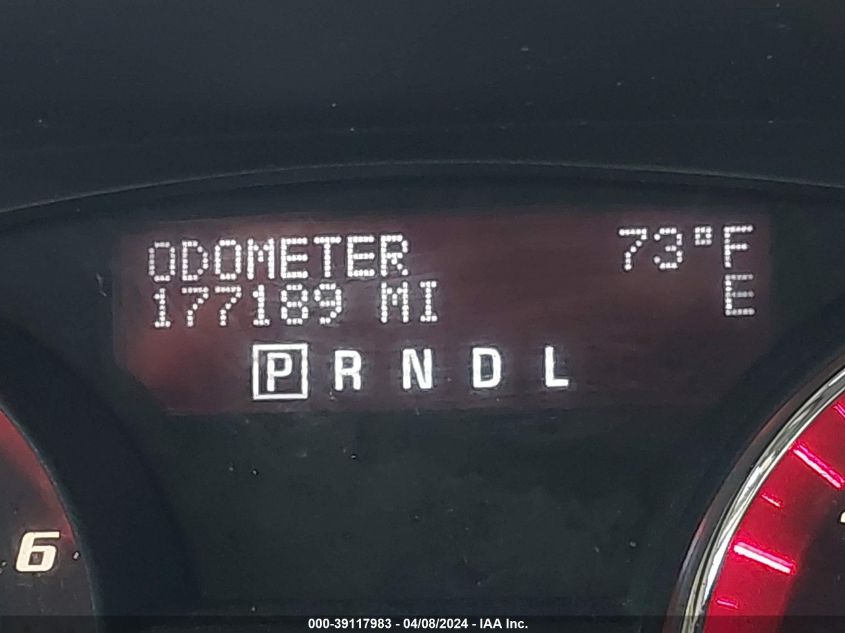 ODOMETER 73°F
177189 MI E
P R N D L
6
000-39117983 - 04/08/2024 - IAA Inc.